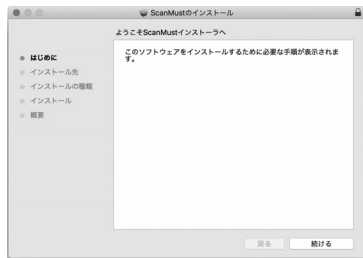 ScanMustのインストール
ようこそScanMustインストーラへ
はじめに
インストール先
インストールの種類
インストール
概要
このソフトウェアをインストールするために必要な手順が表示されま
す。
戻る
続ける